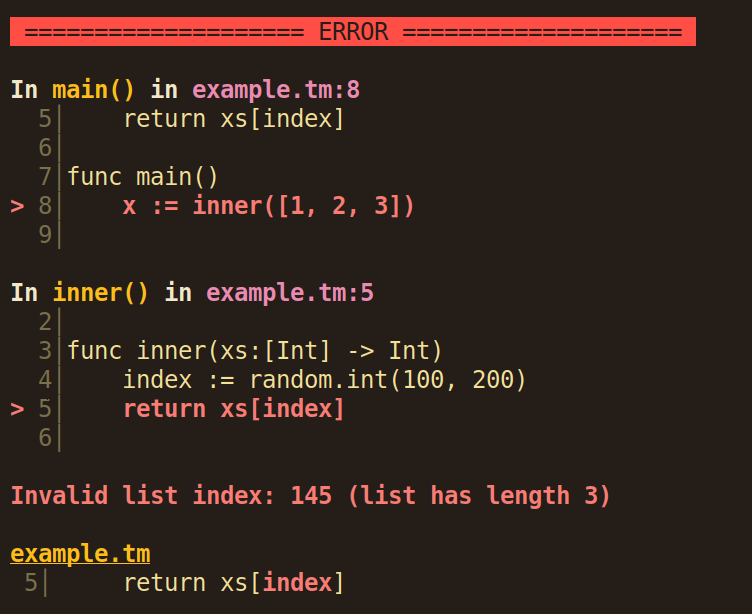 ==================== ERROR ====================
In main() in example.tm:8
5|    return xs[index]
6|
7|func main()
> 8|    x := inner([1, 2, 3])
9|
In inner() in example.tm:5
2|
3|func inner(xs:[Int] -> Int)
4|    index := random.int(100, 200)
> 5|    return xs[index]
6|
Invalid list index: 145 (list has length 3)
example.tm
5|    return xs[index]